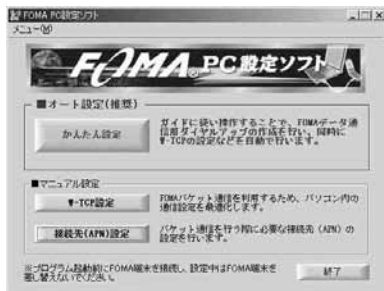 FOMA PC設定ソフト
メニュー(M)
FOMA® PC設定ソフト
■オート設定(推奨)
かんたん設定
ガイドに従い操作することで、FOMAデータ通
信用ダイヤルアップの作成を行い、同時に
W-TCPの設定などを自動で行います。
■マニュアル設定
W-TCP設定
FOMAパケット通信を利用するため、パソコン内の
通信設定を最適化します。
接続先(APN)設定
パケット通信を行う際に必要な接続先(APN)の
設定を行います。
※プログラム起動前にFOMA端末を接続し、設定中はFOMA端末を
差し替えないでください。
終了